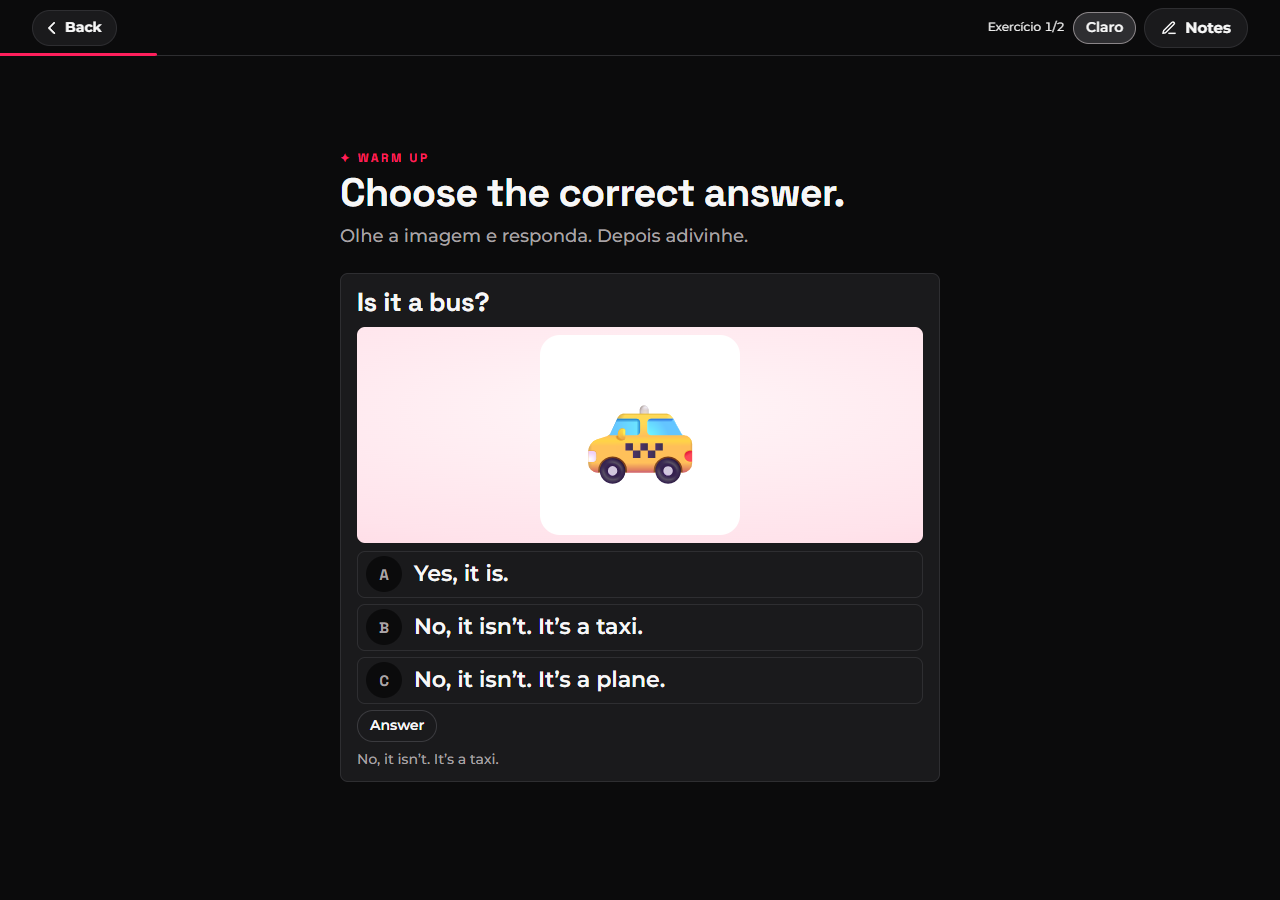 Back
Exercício 1/2
Claro
Notes
✦ WARM UP
Choose the correct answer.
Olhe a imagem e responda. Depois adivinhe.
Is it a bus?
A Yes, it is.
B No, it isn’t. It’s a taxi.
C No, it isn’t. It’s a plane.
Answer
No, it isn’t. It’s a taxi.